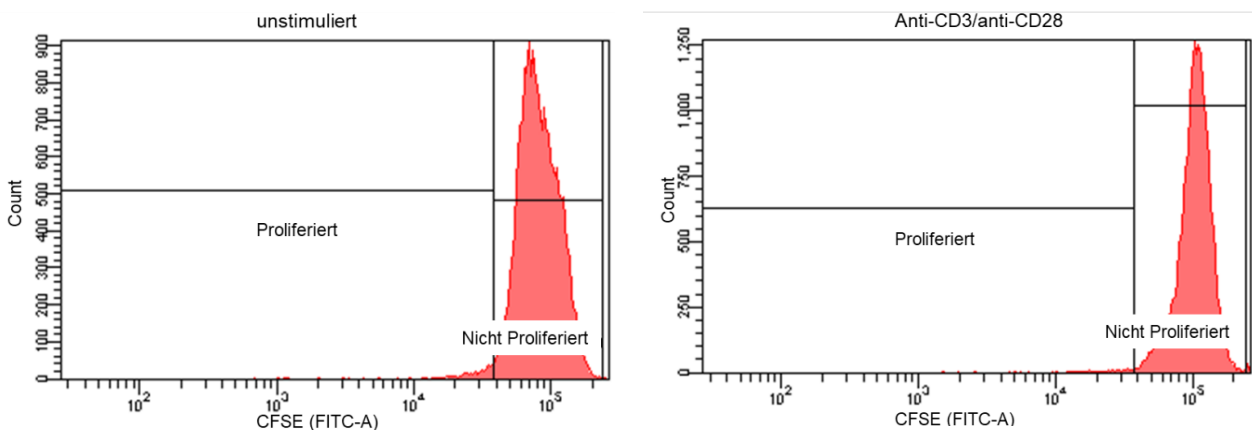 unstimuliert
900
800
700
600
500
400
300
200
100
0
Count
Proliferiert
Nicht Proliferiert
10²
10³
10⁴
10⁵
CFSE (FITC-A)
Anti-CD3/anti-CD28
1,250
1,000
750
500
250
0
Count
Proliferiert
Nicht Proliferiert
10²
10³
10⁴
10⁵
CFSE (FITC-A)